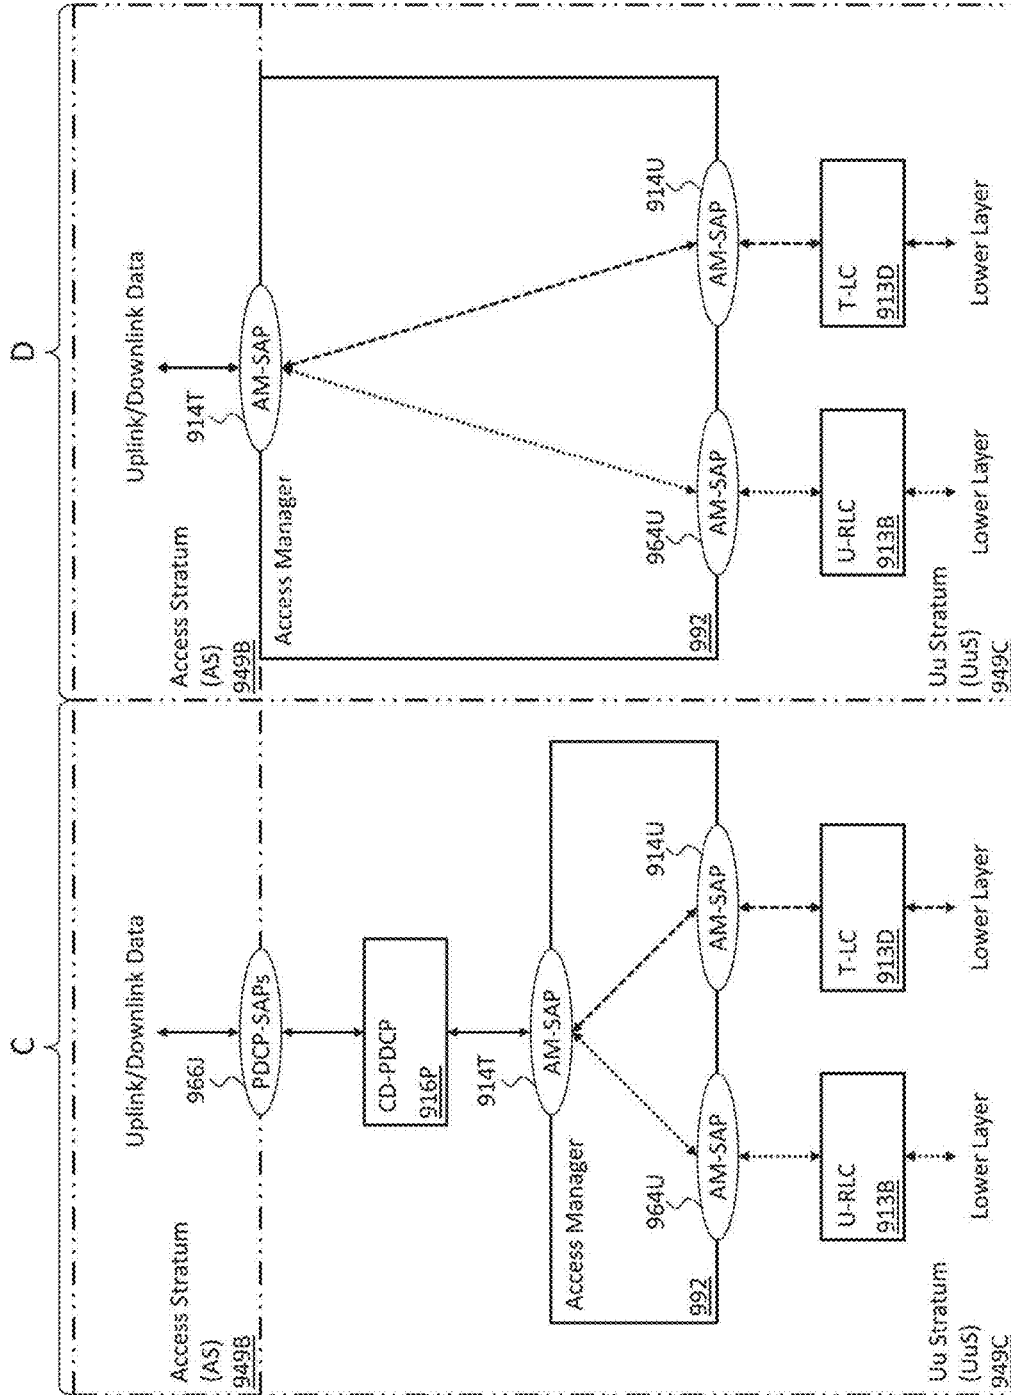 C
Uplink/Downlink Data
Access Stratum
(AS)
949B
966J
PDCP-SAPs
CD-PDCP
916P
914T
AM-SAP
Access Manager
964U
AM-SAP
914U
AM-SAP
992
U-RLC
913B
T-LC
913D
Uu Stratum
(UuS)
949C
Lower Layer
Lower Layer
D
Uplink/Downlink Data
Access Stratum
(AS)
949B
914T
AM-SAP
Access Manager
964U
AM-SAP
914U
AM-SAP
992
U-RLC
913B
T-LC
913D
Uu Stratum
(UuS)
949C
Lower Layer
Lower Layer